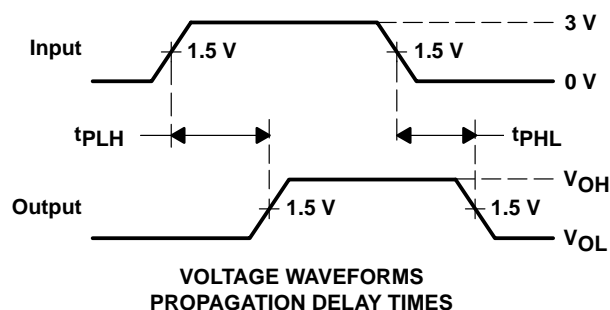 3 V
Input
1.5 V
1.5 V
0 V
tPLH
tPHL
VOH
Output
1.5 V
1.5 V
VOL
VOLTAGE WAVEFORMS
PROPAGATION DELAY TIMES